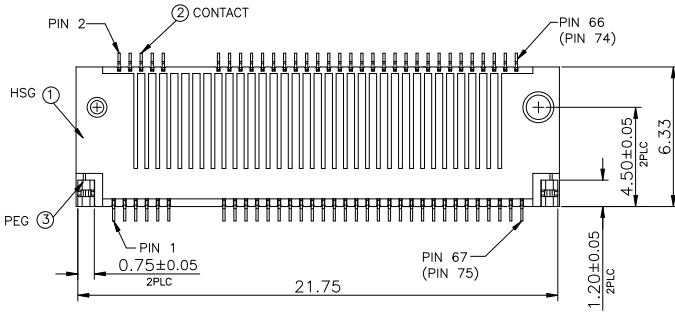 ② CONTACT
PIN 2
PIN 66
(PIN 74)
HSG ①
4.50±0.05
2PLC
6.33
PEG ③
PIN 1
PIN 67
(PIN 75)
0.75±0.05
2PLC
1.20±0.05
2PLC
21.75